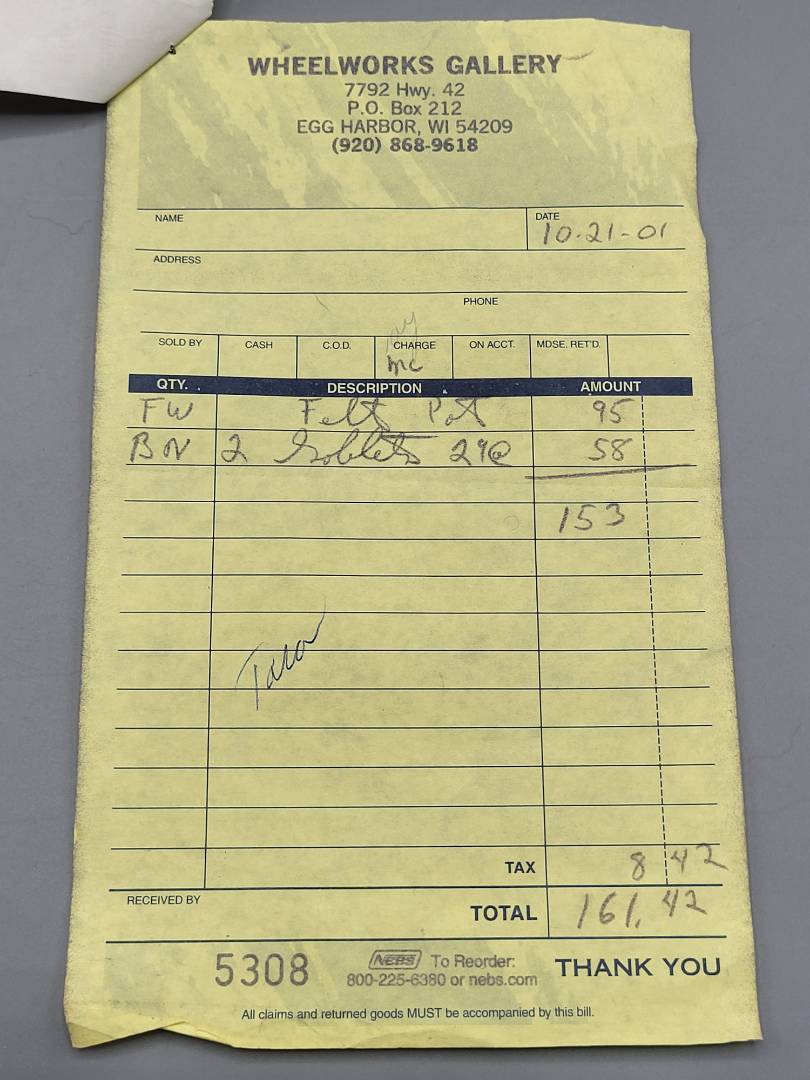 WHEELWORKS GALLERY
7792 Hwy. 42
P.O. Box 212
EGG HARBOR, WI 54209
(920) 868-9618
NAME DATE
10-21-01
ADDRESS
PHONE
SOLD BY CASH C.O.D. CHARGE ON ACCT. MDSE. RET'D.
mc
QTY. DESCRIPTION AMOUNT
FW Felt Pot 95
BN 2 Goblets 29@ 58
153
Tara
TAX 8 42
RECEIVED BY TOTAL 161.42
5308 NEBS To Reorder: THANK YOU
800-225-6380 or nebs.com
All claims and returned goods MUST be accompanied by this bill.